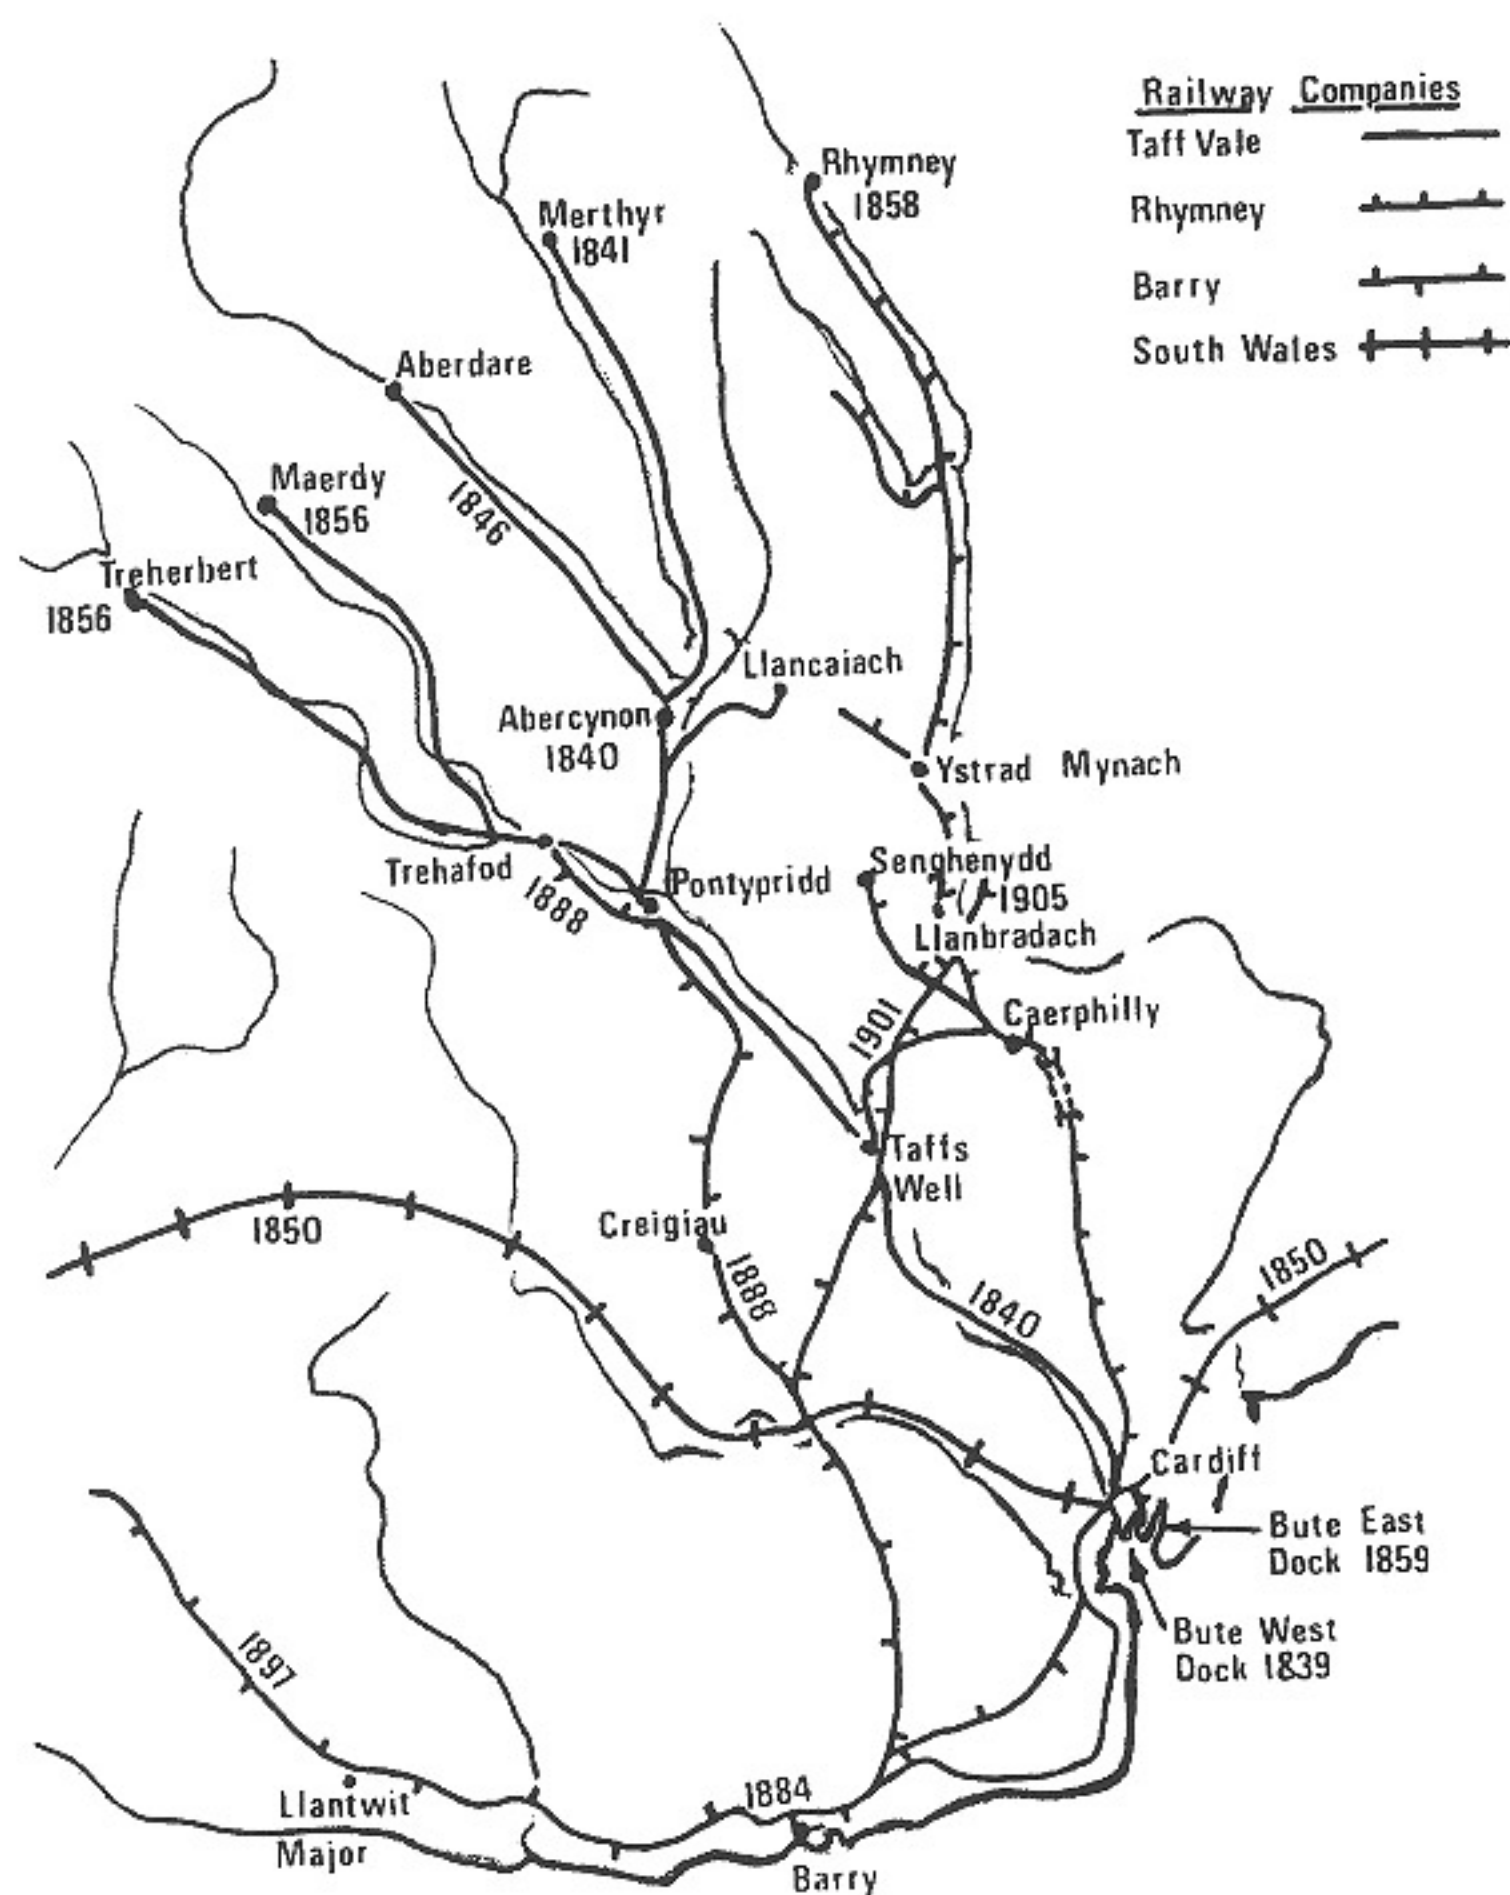 Railway Companies
Taff Vale
Rhymney
Barry
South Wales
Rhymney
1858
Merthyr
1841
Aberdare
1846
Maerdy
1856
Treherbert
1856
Llancaiach
Abercynon
1840
Ystrad Mynach
Trehafod
1888
Pontypridd
Senghenydd
1905
Llanbradach
1901
Caerphilly
Taffs
Well
1850
Creigiau
1888
1840
1850
Cardiff
Bute East
Dock 1859
Bute West
Dock 1839
1897
Llantwit
Major
1884
Barry